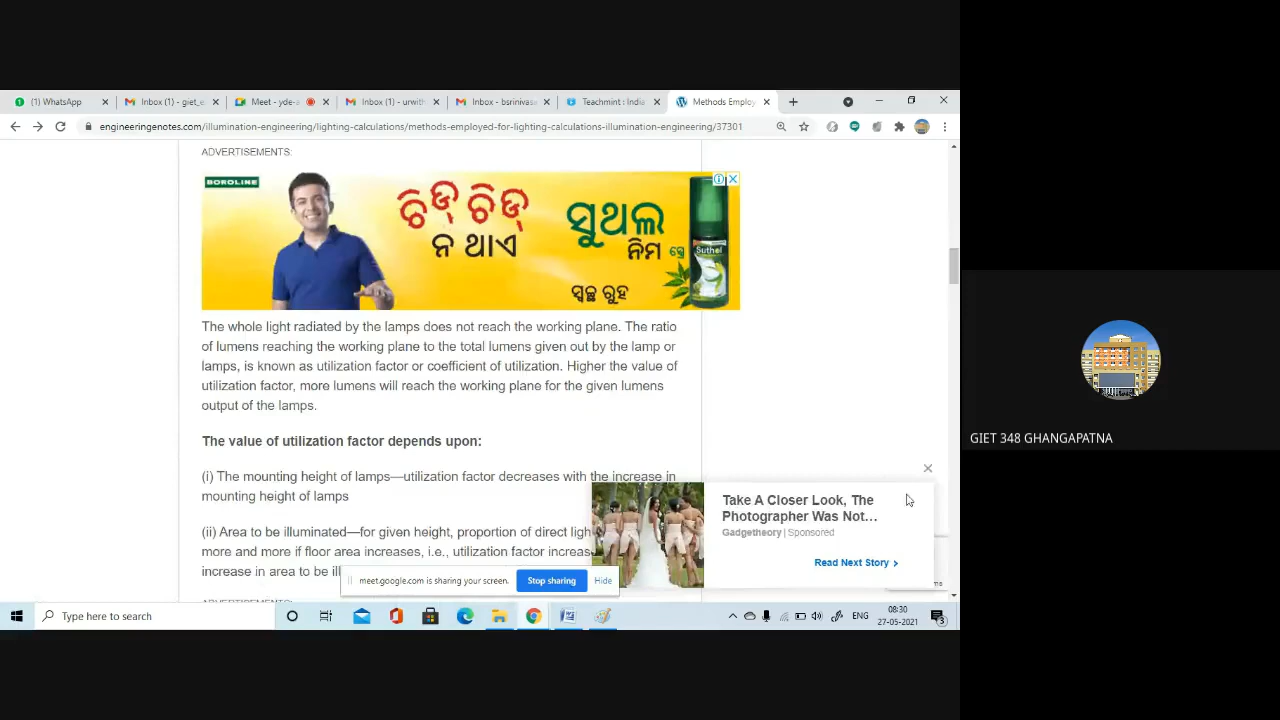 (1) WhatsApp
Inbox (1) - giet_e
Meet - yde-a
Inbox (1) - urwith
Inbox - bsriniva
Teachmint : India
Methods Employ
engineeringenotes.com/illumination-engineering/lighting-calculations/methods-employed-for-lighting-calculations-illumination-engineering/37301
ADVERTISEMENTS:
BOROLINE
ଚିଡ୍ ଚିଡ୍
ନ ଥାଏ
ସୁଥଲ
ନିମ ସ୍ପ୍ରେ
Suthol
ସ୍ୱଚ୍ଛ ରୁହ
The whole light radiated by the lamps does not reach the working plane. The ratio
of lumens reaching the working plane to the total lumens given out by the lamp or
lamps, is known as utilization factor or coefficient of utilization. Higher the value of
utilization factor, more lumens will reach the working plane for the given lumens
output of the lamps.
The value of utilization factor depends upon:
(i) The mounting height of lamps—utilization factor decreases with the increase in
mounting height of lamps
(ii) Area to be illuminated—for given height, proportion of direct ligh
more and more if floor area increases, i.e., utilization factor increas
increase in area to be ill
Take A Closer Look, The
Photographer Was Not...
Gadgetheory | Sponsored
Read Next Story >
meet.google.com is sharing your screen.
Stop sharing
Hide
GIET 348 GHANGAPATNA
Type here to search
ENG
08:30
27-05-2021
3